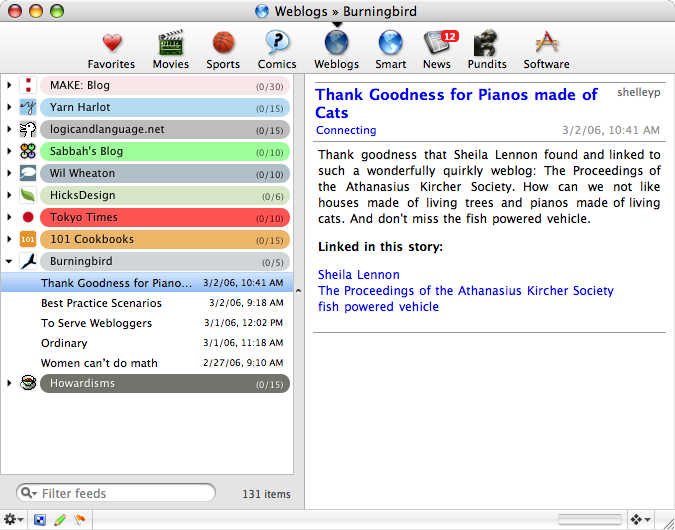 Weblogs » Burningbird
Favorites
Movies
Sports
Comics
Weblogs
Smart
12
News
Pundits
Software
MAKE: Blog (0/30)
Yarn Harlot (0/15)
logicandlanguage.net (0/15)
Sabbah's Blog (0/10)
Wil Wheaton (0/10)
HicksDesign (0/6)
Tokyo Times (0/10)
101 101 Cookbooks (0/15)
Burningbird (0/5)
Thank Goodness for Piano... 3/2/06, 10:41 AM
Best Practice Scenarios 3/2/06, 9:18 AM
To Serve Webloggers 3/1/06, 12:02 PM
Ordinary 3/1/06, 11:18 AM
Women can't do math 2/27/06, 9:10 AM
Howardisms (0/15)
Filter feeds
131 items
Thank Goodness for Pianos made of
Cats
shelleyp
Connecting 3/2/06, 10:41 AM
Thank goodness that Sheila Lennon found and linked to
such a wonderfully quirkly weblog: The Proceedings of
the Athanasius Kircher Society. How can we not like
houses made of living trees and pianos made of living
cats. And don't miss the fish powered vehicle.
Linked in this story:
Sheila Lennon
The Proceedings of the Athanasius Kircher Society
fish powered vehicle